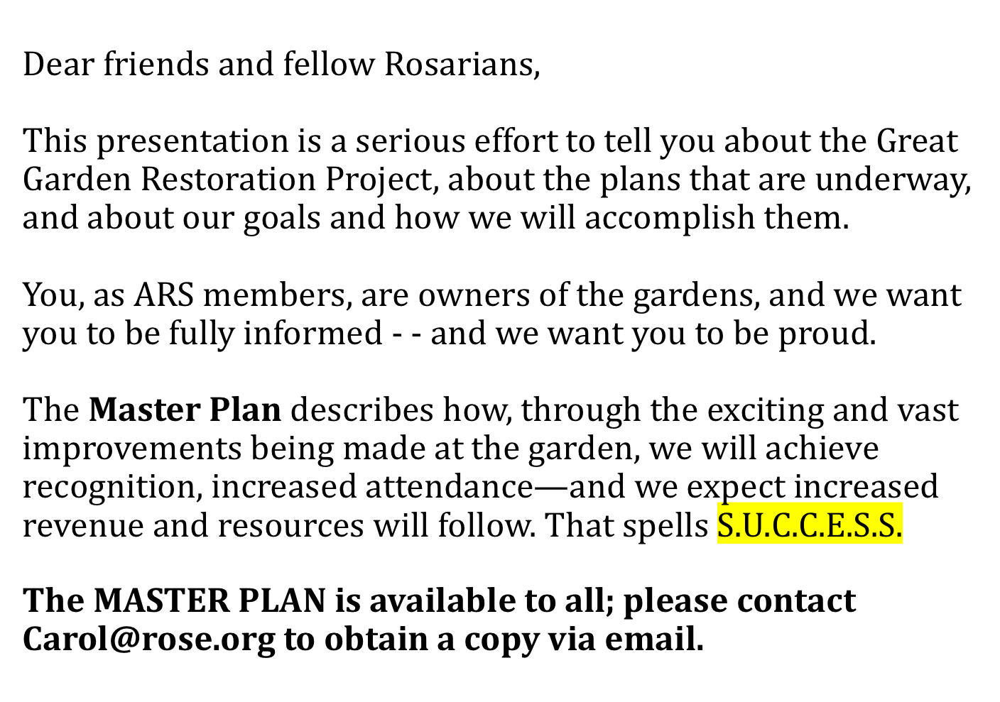 Dear friends and fellow Rosarians,
This presentation is a serious effort to tell you about the Great
Garden Restoration Project, about the plans that are underway,
and about our goals and how we will accomplish them.
You, as ARS members, are owners of the gardens, and we want
you to be fully informed - - and we want you to be proud.
The Master Plan describes how, through the exciting and vast
improvements being made at the garden, we will achieve
recognition, increased attendance—and we expect increased
revenue and resources will follow. That spells S.U.C.C.E.S.S.
The MASTER PLAN is available to all; please contact
Carol@rose.org to obtain a copy via email.